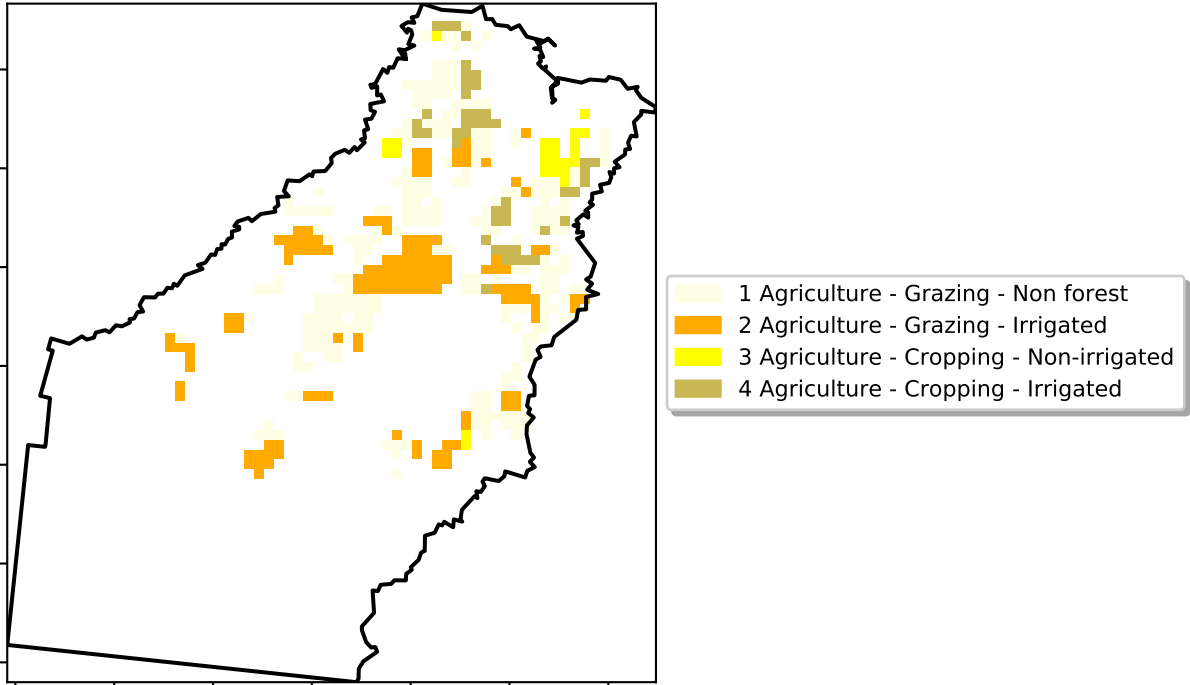 1 Agriculture - Grazing - Non forest
2 Agriculture - Grazing - Irrigated
3 Agriculture - Cropping - Non-irrigated
4 Agriculture - Cropping - Irrigated